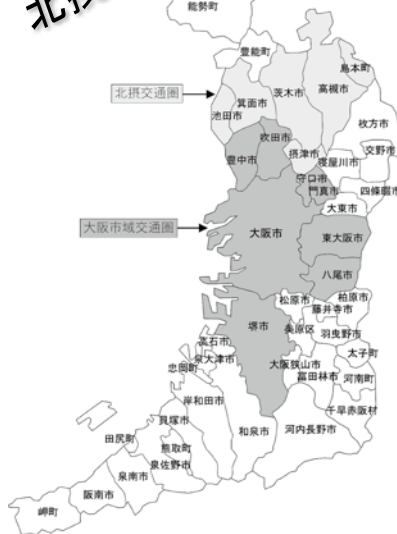 北摂
能勢町
豊能町
島本町
北摂交通圏
茨木市
高槻市
箕面市
池田市
枚方市
吹田市
交野市
豊中市
摂津市
寝屋川市
守口市
門真市
四條畷市
大東市
大阪市域交通圏
大阪市
東大阪市
八尾市
松原市
柏原市
藤井寺市
堺市
美原区
羽曳野市
高石市
泉大津市
太子町
忠岡町
大阪狭山市
富田林市
河南町
岸和田市
千早赤阪村
貝塚市
和泉市
河内長野市
田尻町
熊取町
泉佐野市
泉南市
阪南市
岬町